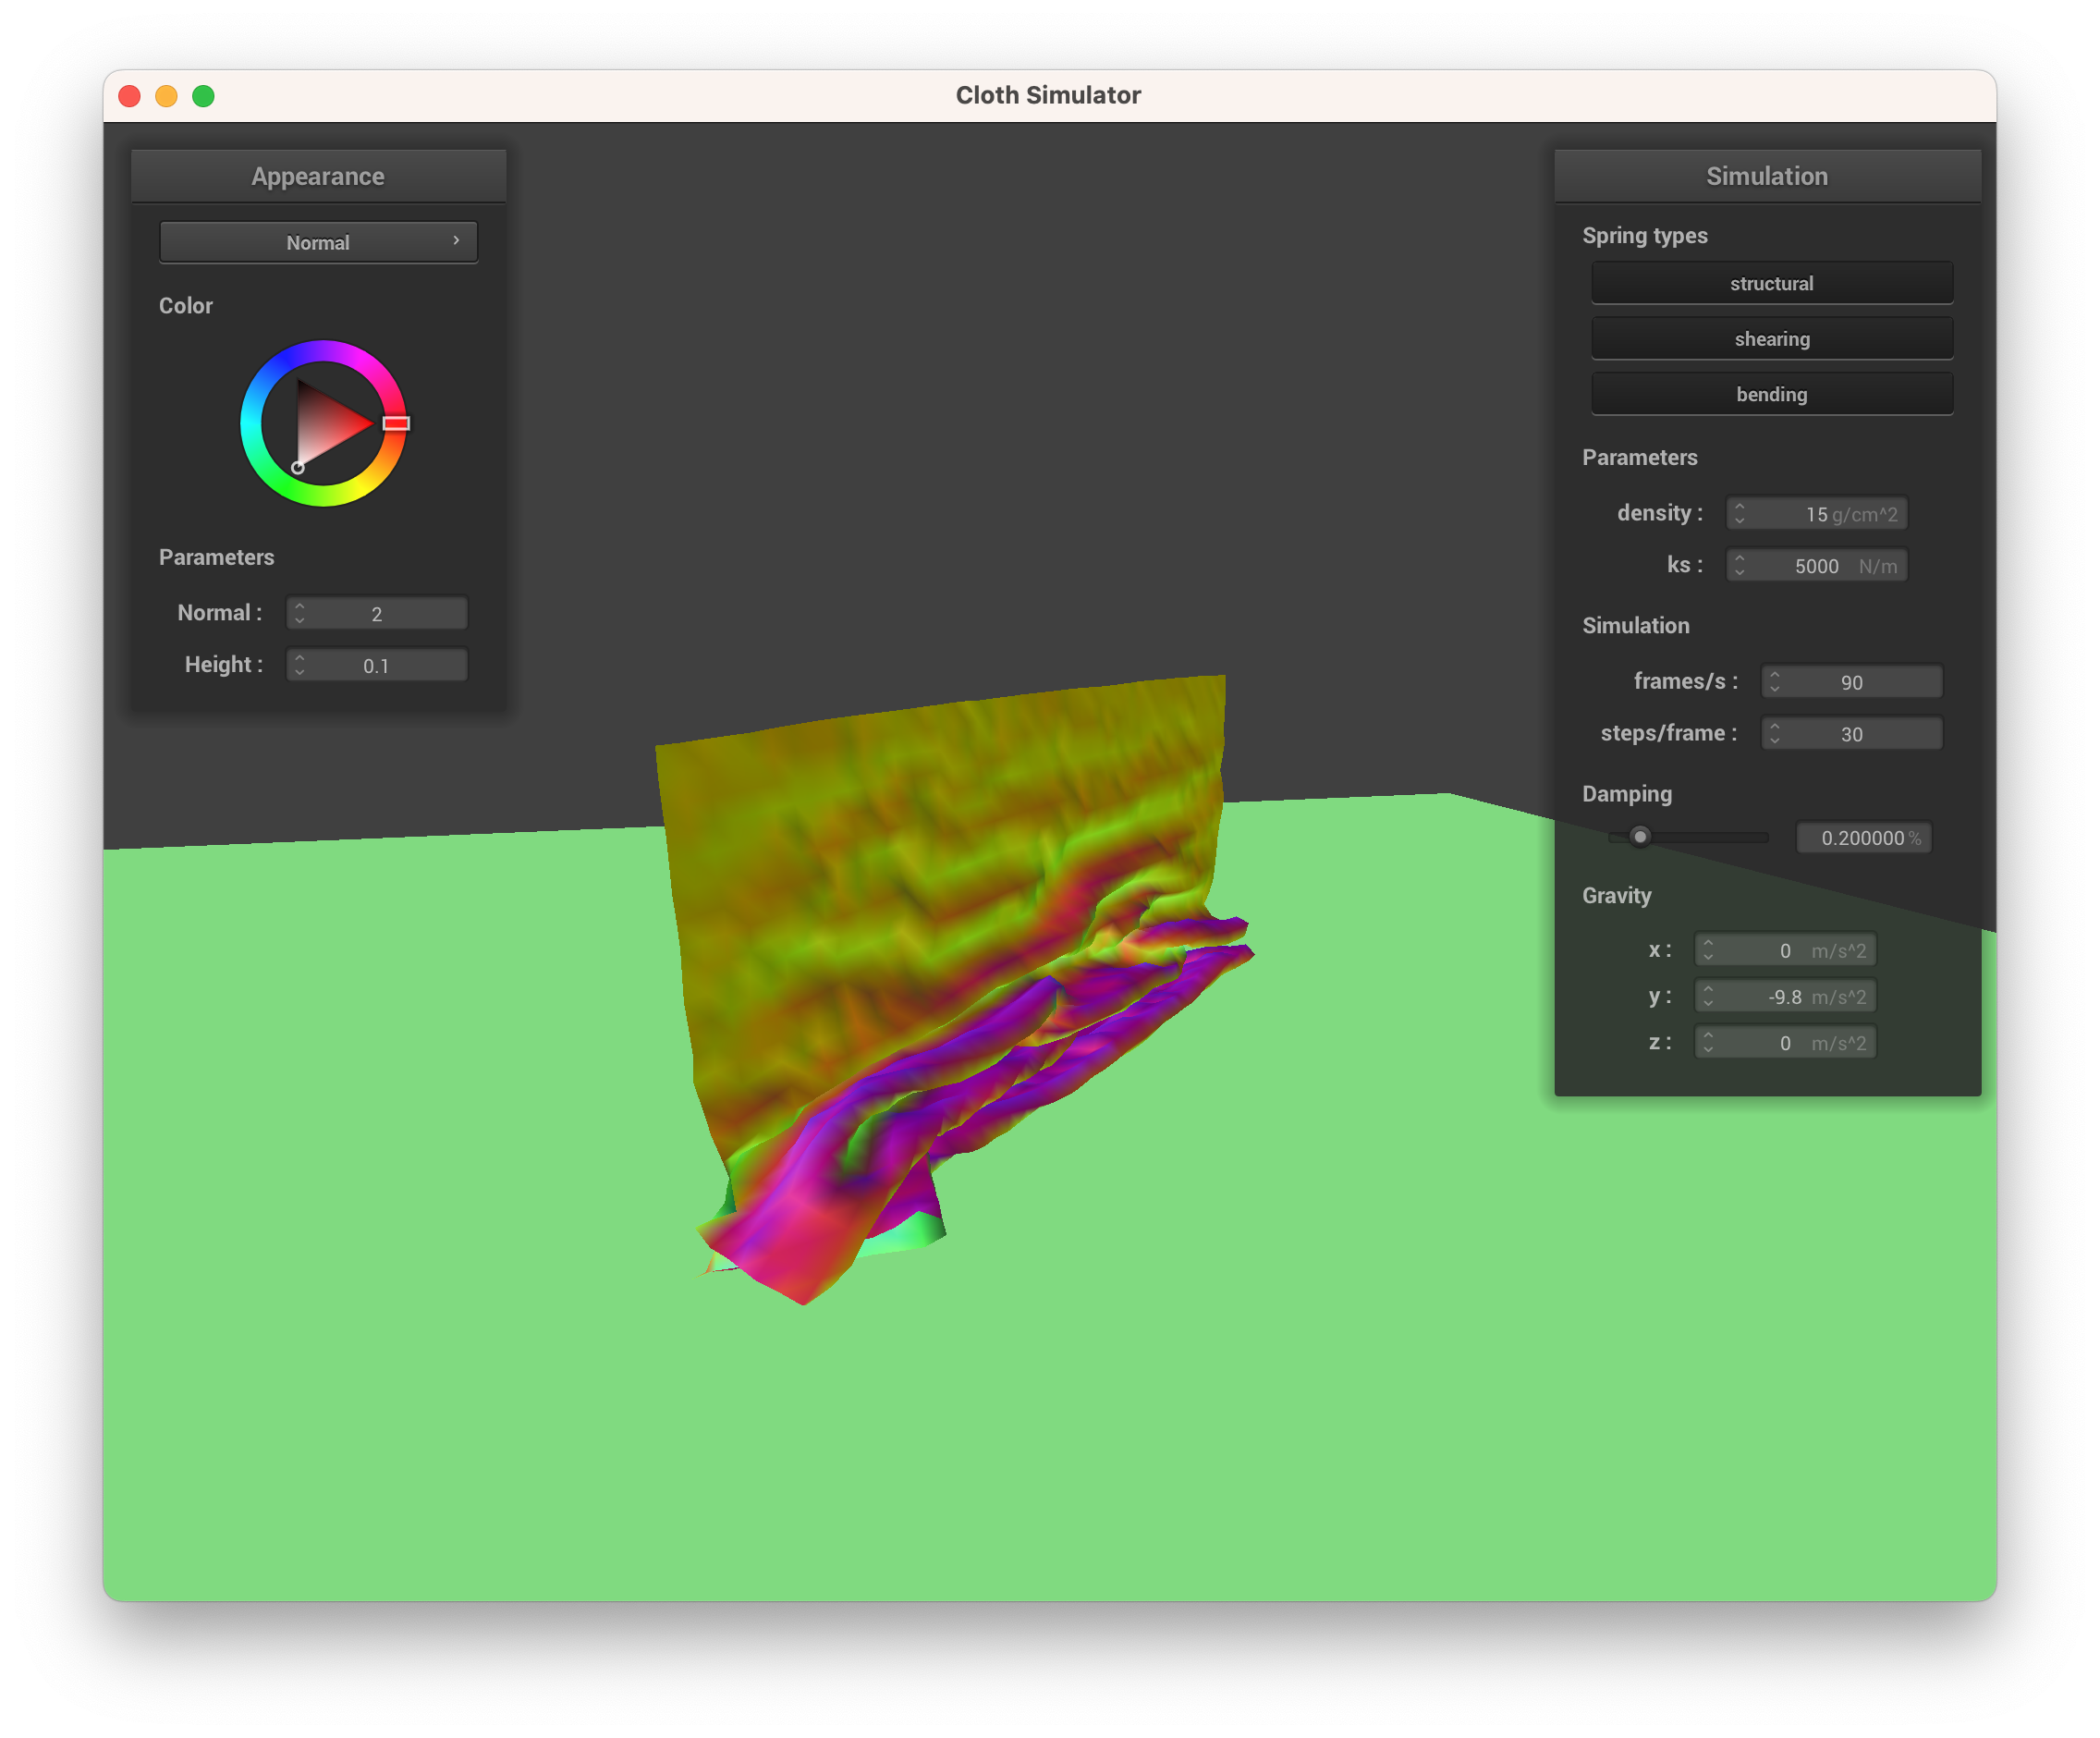 Cloth Simulator
Appearance
Normal
Color
Parameters
Normal : 2
Height : 0.1
Simulation
Spring types
structural
shearing
bending
Parameters
density : 15 g/cm^2
ks : 5000 N/m
Simulation
frames/s : 90
steps/frame : 30
Damping
0.200000 %
Gravity
x : 0 m/s^2
y : -9.8 m/s^2
z : 0 m/s^2